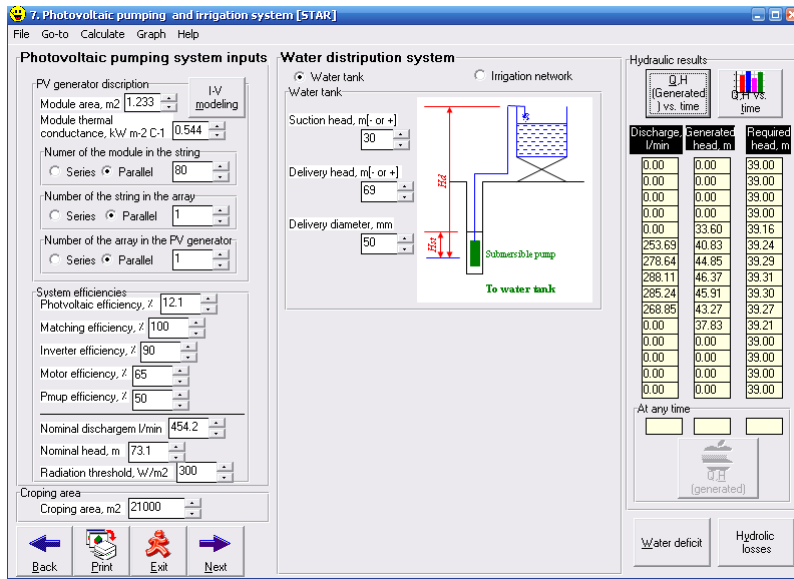 7. Photovoltaic pumping and irrigation system [STAR]
File Go-to Calculate Graph Help
Photovoltaic pumping system inputs
PV generator discription
Module area, m2 1.233
I-V modeling
Module thermal
conductance, kW m-2 C-1 0.544
Numer of the module in the string
Series Parallel 80
Number of the string in the array
Series Parallel 1
Number of the array in the PV generator
Series Parallel 1
System efficiencies
Photovoltaic efficiency, % 12.1
Matching efficiency, % 100
Inverter efficiency, % 90
Motor efficiency, % 65
Pmup efficiency, % 50
Nominal dischargem l/min 454.2
Nominal head, m 73.1
Radiation threshold, W/m2 300
Croping area
Croping area, m2 21000
Back Print Exit Next
Water distripution system
Water tank Irrigation network
Water tank
Suction head, m[- or +]
30
Delivery head, m[- or +]
69
Delivery diameter, mm
50
Hd
Hst
Submersible pump
To water tank
Hydraulic results
Q,H
(Generated
) vs. time
Q,H vs.
time
Discharge, l/min Generated head, m Required head, m
0.00 0.00 39.00
0.00 0.00 39.00
0.00 0.00 39.00
0.00 0.00 39.00
0.00 33.60 39.16
253.69 40.83 39.24
278.64 44.85 39.29
288.11 46.37 39.31
285.24 45.91 39.30
268.85 43.27 39.27
0.00 37.83 39.21
0.00 0.00 39.00
0.00 0.00 39.00
0.00 0.00 39.00
0.00 0.00 39.00
At any time
Q,H
(generated)
Water deficit
Hydrolic
losses